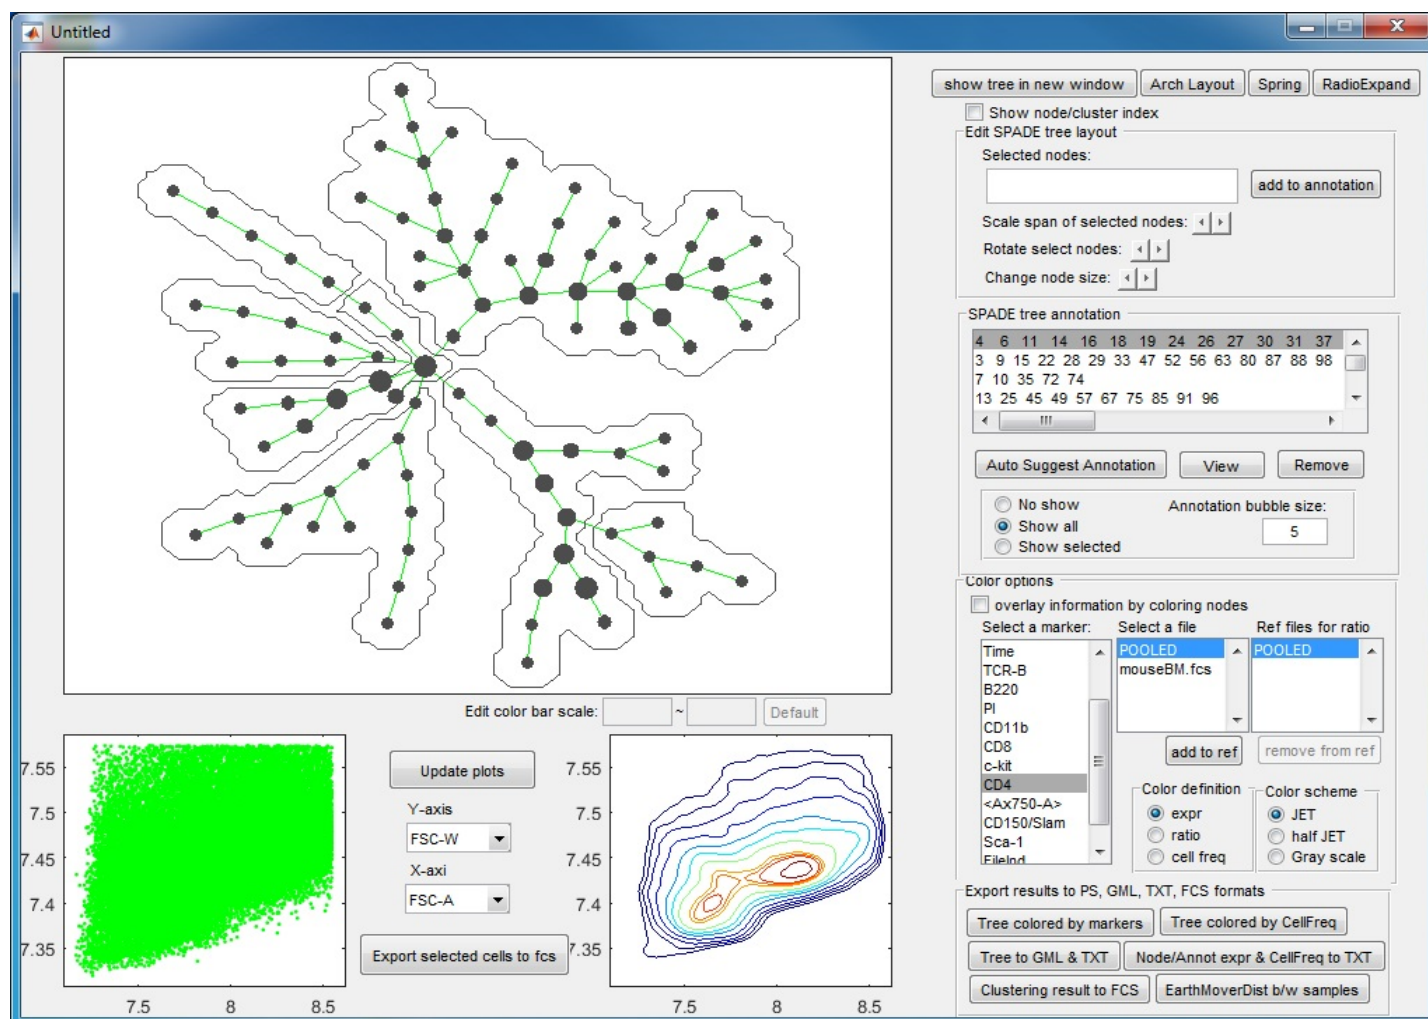 Untitled
show tree in new window
Arch Layout
Spring
RadioExpand
Show node/cluster index
Edit SPADE tree layout
Selected nodes:
add to annotation
Scale span of selected nodes:
Rotate select nodes:
Change node size:
SPADE tree annotation
4 6 11 14 16 18 19 24 26 27 30 31 37
3 9 15 22 28 29 33 47 52 56 63 80 87 88 98
7 10 35 72 74
13 25 45 49 57 67 75 85 91 96
Auto Suggest Annotation
View
Remove
No show
Show all
Show selected
Annotation bubble size:
5
Color options
overlay information by coloring nodes
Select a marker:
Time
TCR-B
B220
PI
CD11b
CD8
c-kit
CD4
<Ax750-A>
CD150/Slam
Sca-1
FileInd
Select a file
POOLED
mouseBM.fcs
Ref files for ratio
POOLED
add to ref
remove from ref
Color definition
expr
ratio
cell freq
Color scheme
JET
half JET
Gray scale
Export results to PS, GML, TXT, FCS formats
Tree colored by markers
Tree colored by CellFreq
Tree to GML & TXT
Node/Annot expr & CellFreq to TXT
Clustering result to FCS
EarthMoverDist b/w samples
Edit color bar scale:
~
Default
7.55
7.5
7.45
7.4
7.35
7.5 8 8.5
Update plots
Y-axis
FSC-W
X-axi
FSC-A
Export selected cells to fcs
7.55
7.5
7.45
7.4
7.35
7.5 8 8.5